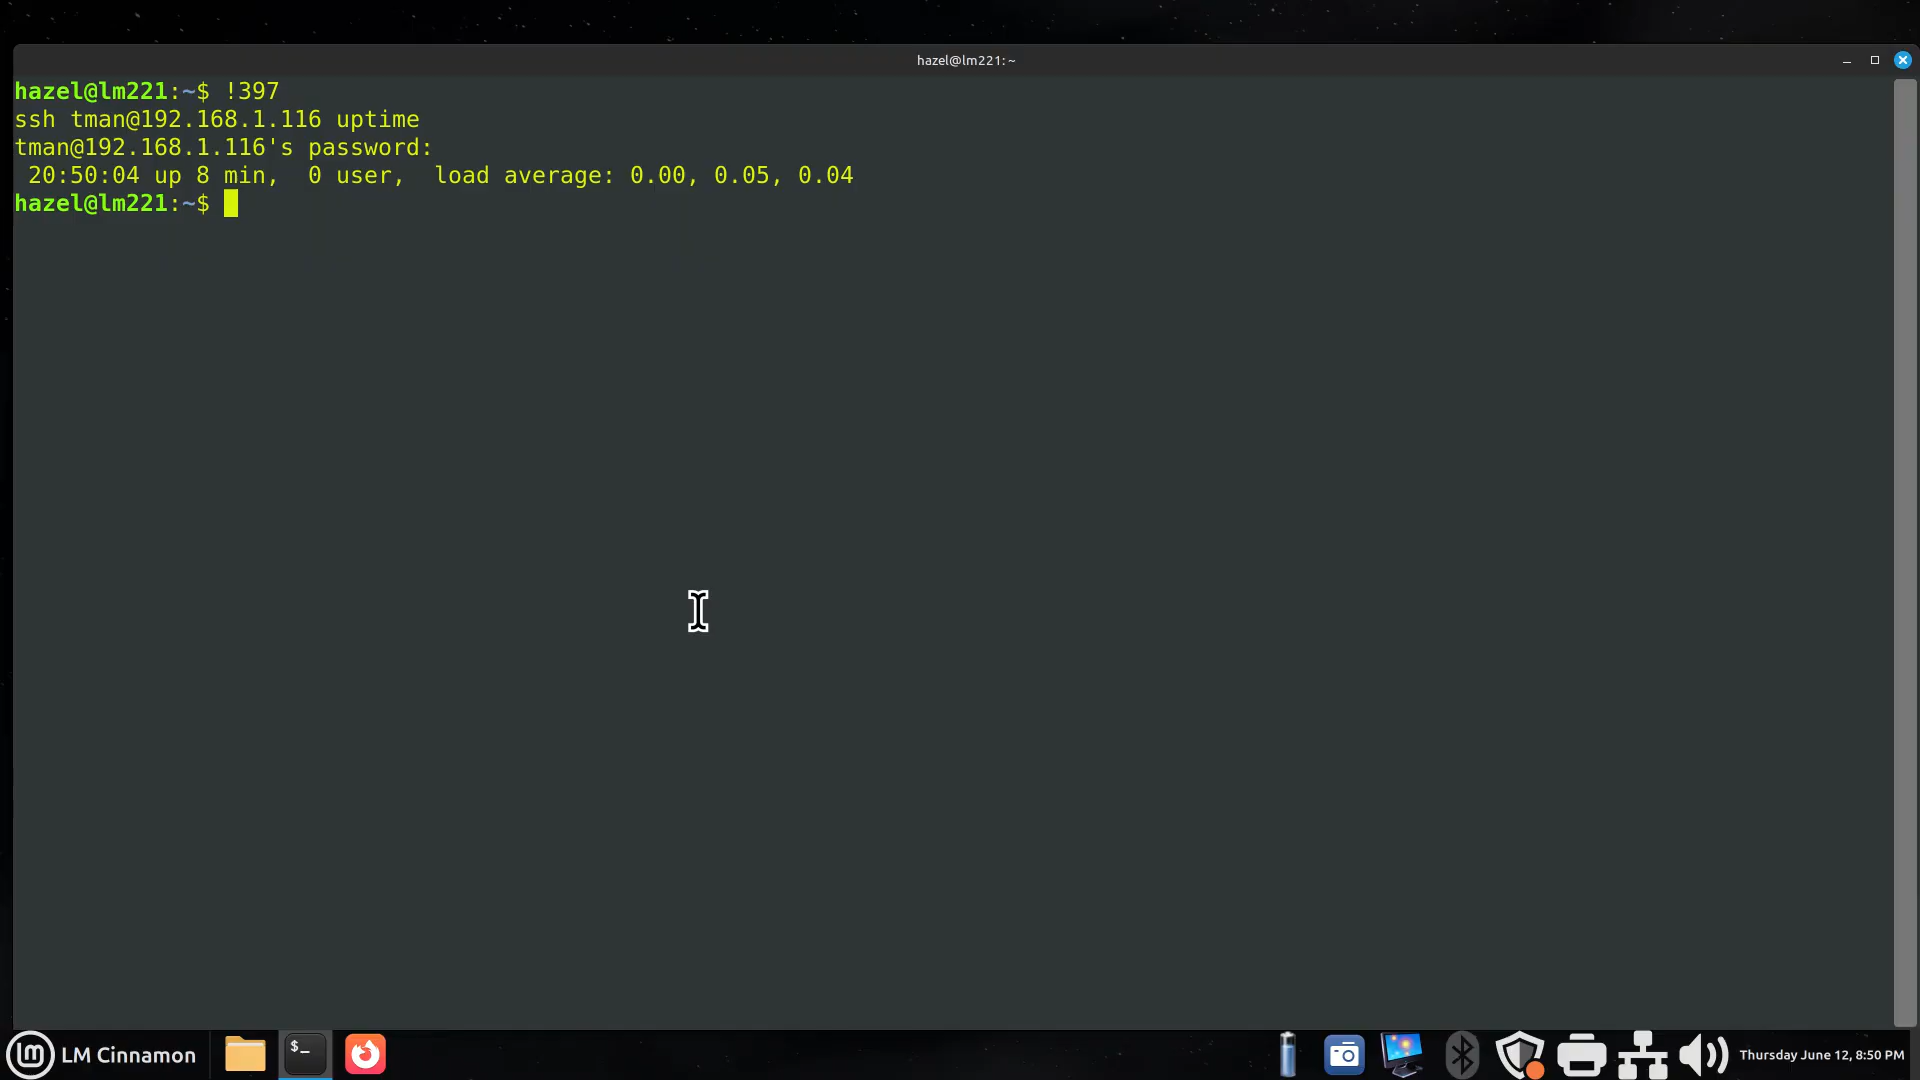 hazel@lm221: ~
hazel@lm221:~$ !397
ssh tman@192.168.1.116 uptime
tman@192.168.1.116's password:
 20:50:04 up 8 min,  0 user,  load average: 0.00, 0.05, 0.04
hazel@lm221:~$
LM Cinnamon
$_
Thursday June 12, 8:50 PM